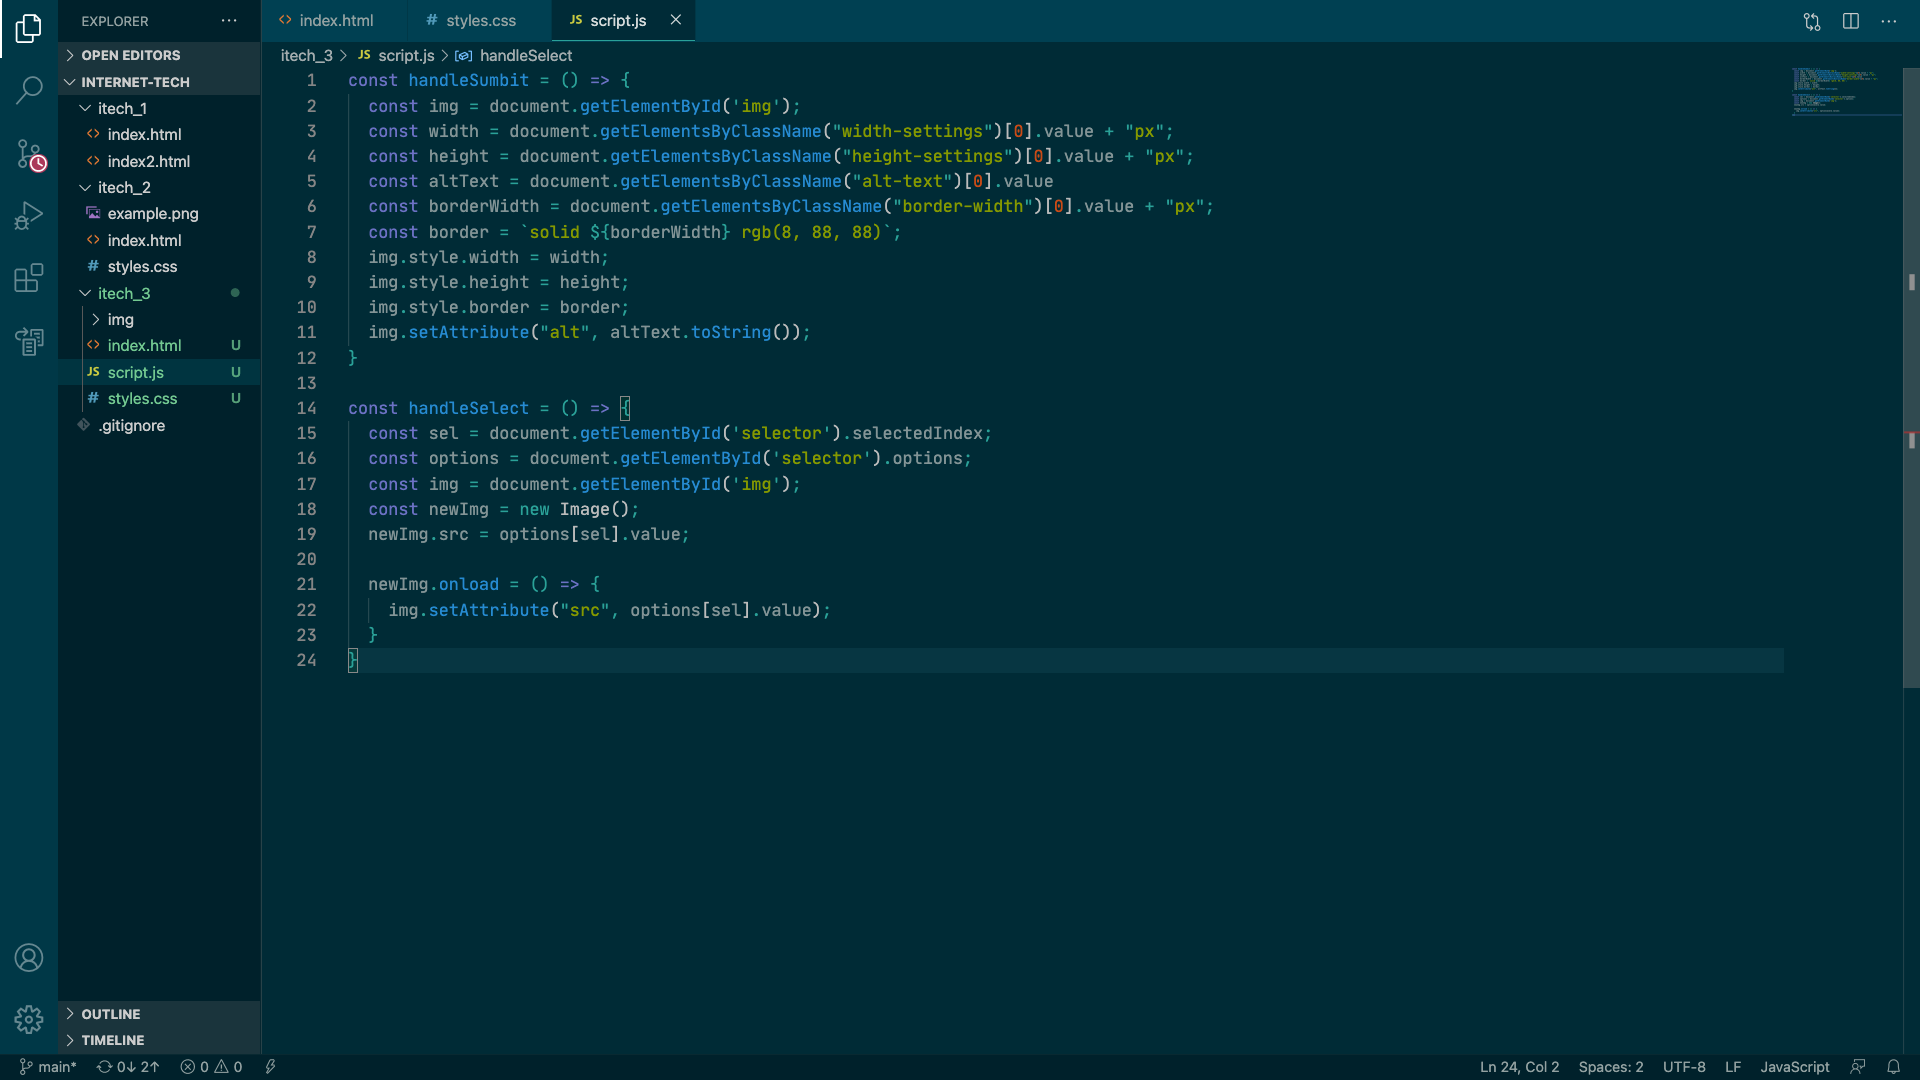 EXPLORER
OPEN EDITORS
INTERNET-TECH
itech_1
index.html
index2.html
itech_2
example.png
index.html
# styles.css
itech_3
img
index.html U
JS script.js U
# styles.css U
.gitignore
OUTLINE
TIMELINE
index.html # styles.css JS script.js
itech_3 > JS script.js > handleSelect
1 const handleSumbit = () => {
2 const img = document.getElementById('img');
3 const width = document.getElementsByClassName("width-settings")[0].value + "px";
4 const height = document.getElementsByClassName("height-settings")[0].value + "px";
5 const altText = document.getElementsByClassName("alt-text")[0].value
6 const borderWidth = document.getElementsByClassName("border-width")[0].value + "px";
7 const border = `solid ${borderWidth} rgb(8, 88, 88)`;
8 img.style.width = width;
9 img.style.height = height;
10 img.style.border = border;
11 img.setAttribute("alt", altText.toString());
12 }
13
14 const handleSelect = () => {
15 const sel = document.getElementById('selector').selectedIndex;
16 const options = document.getElementById('selector').options;
17 const img = document.getElementById('img');
18 const newImg = new Image();
19 newImg.src = options[sel].value;
20
21 newImg.onload = () => {
22 img.setAttribute("src", options[sel].value);
23 }
24 }
main* 0↓ 2↑ 0 0 Ln 24, Col 2 Spaces: 2 UTF-8 LF JavaScript